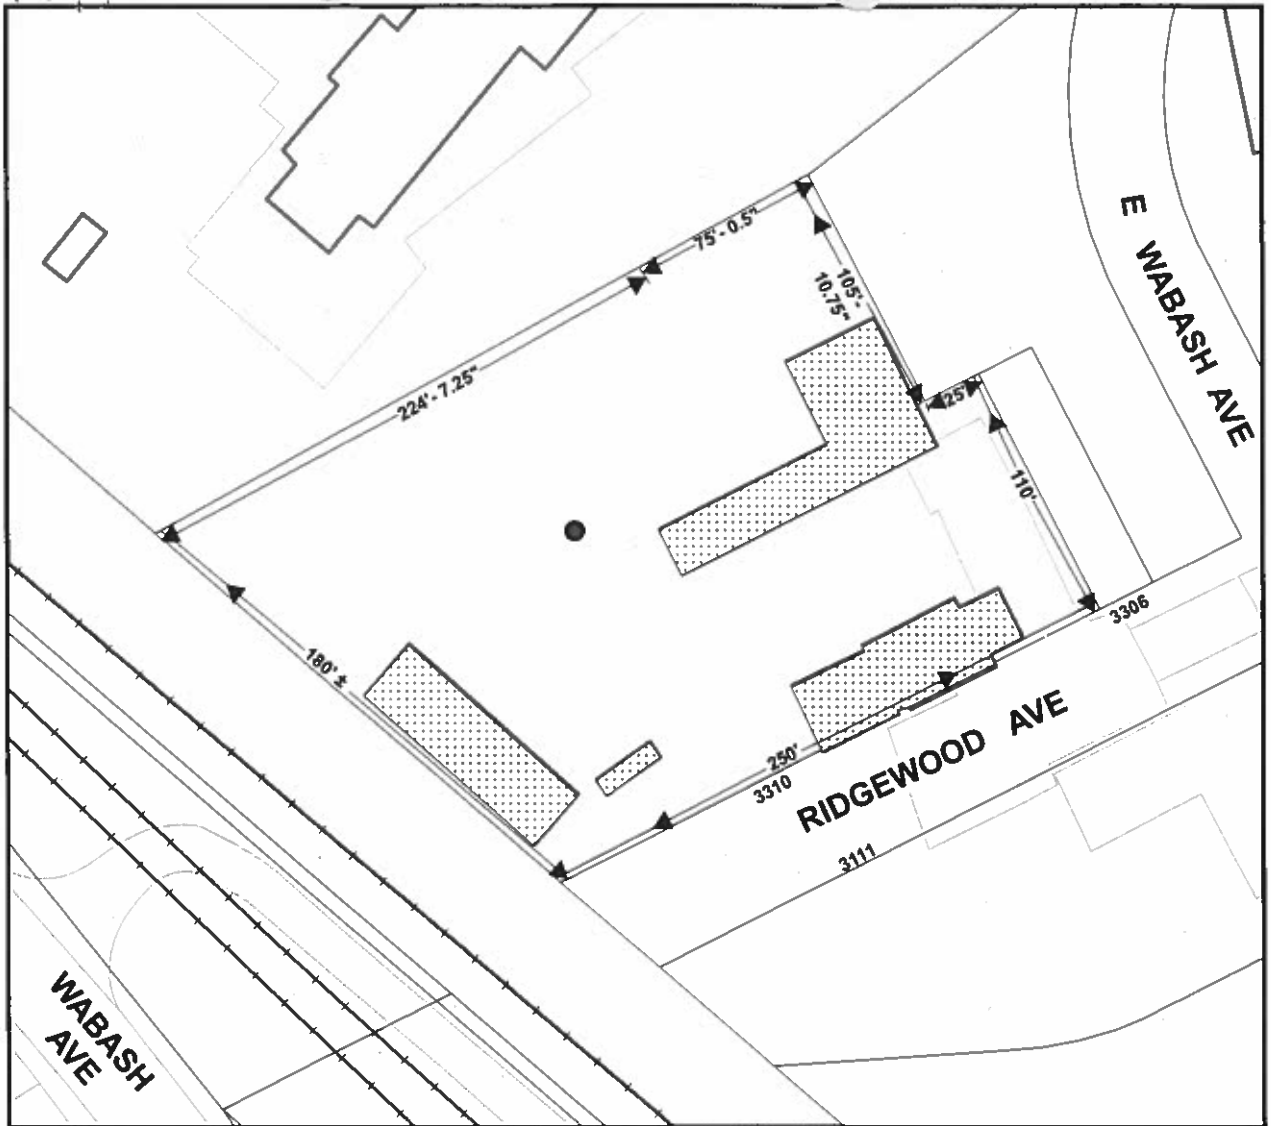 E WABASH AVE
75'-0.5"
105'-
10.75"
224'-7.25"
25'
110'
3306
180'±
250'
3310
RIDGEWOOD AVE
3111
WABASH
AVE